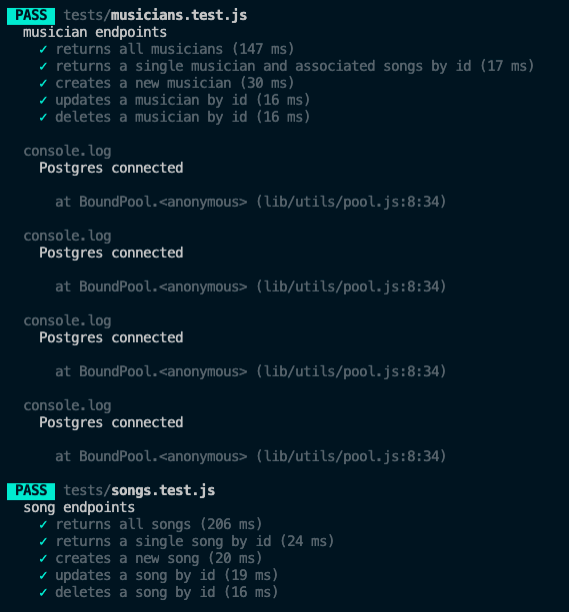 PASS tests/musicians.test.js
musician endpoints
✓ returns all musicians (147 ms)
✓ returns a single musician and associated songs by id (17 ms)
✓ creates a new musician (30 ms)
✓ updates a musician by id (16 ms)
✓ deletes a musician by id (16 ms)
console.log
Postgres connected
at BoundPool.<anonymous> (lib/utils/pool.js:8:34)
console.log
Postgres connected
at BoundPool.<anonymous> (lib/utils/pool.js:8:34)
console.log
Postgres connected
at BoundPool.<anonymous> (lib/utils/pool.js:8:34)
console.log
Postgres connected
at BoundPool.<anonymous> (lib/utils/pool.js:8:34)
PASS tests/songs.test.js
song endpoints
✓ returns all songs (206 ms)
✓ returns a single song by id (24 ms)
✓ creates a new song (20 ms)
✓ updates a song by id (19 ms)
✓ deletes a song by id (16 ms)